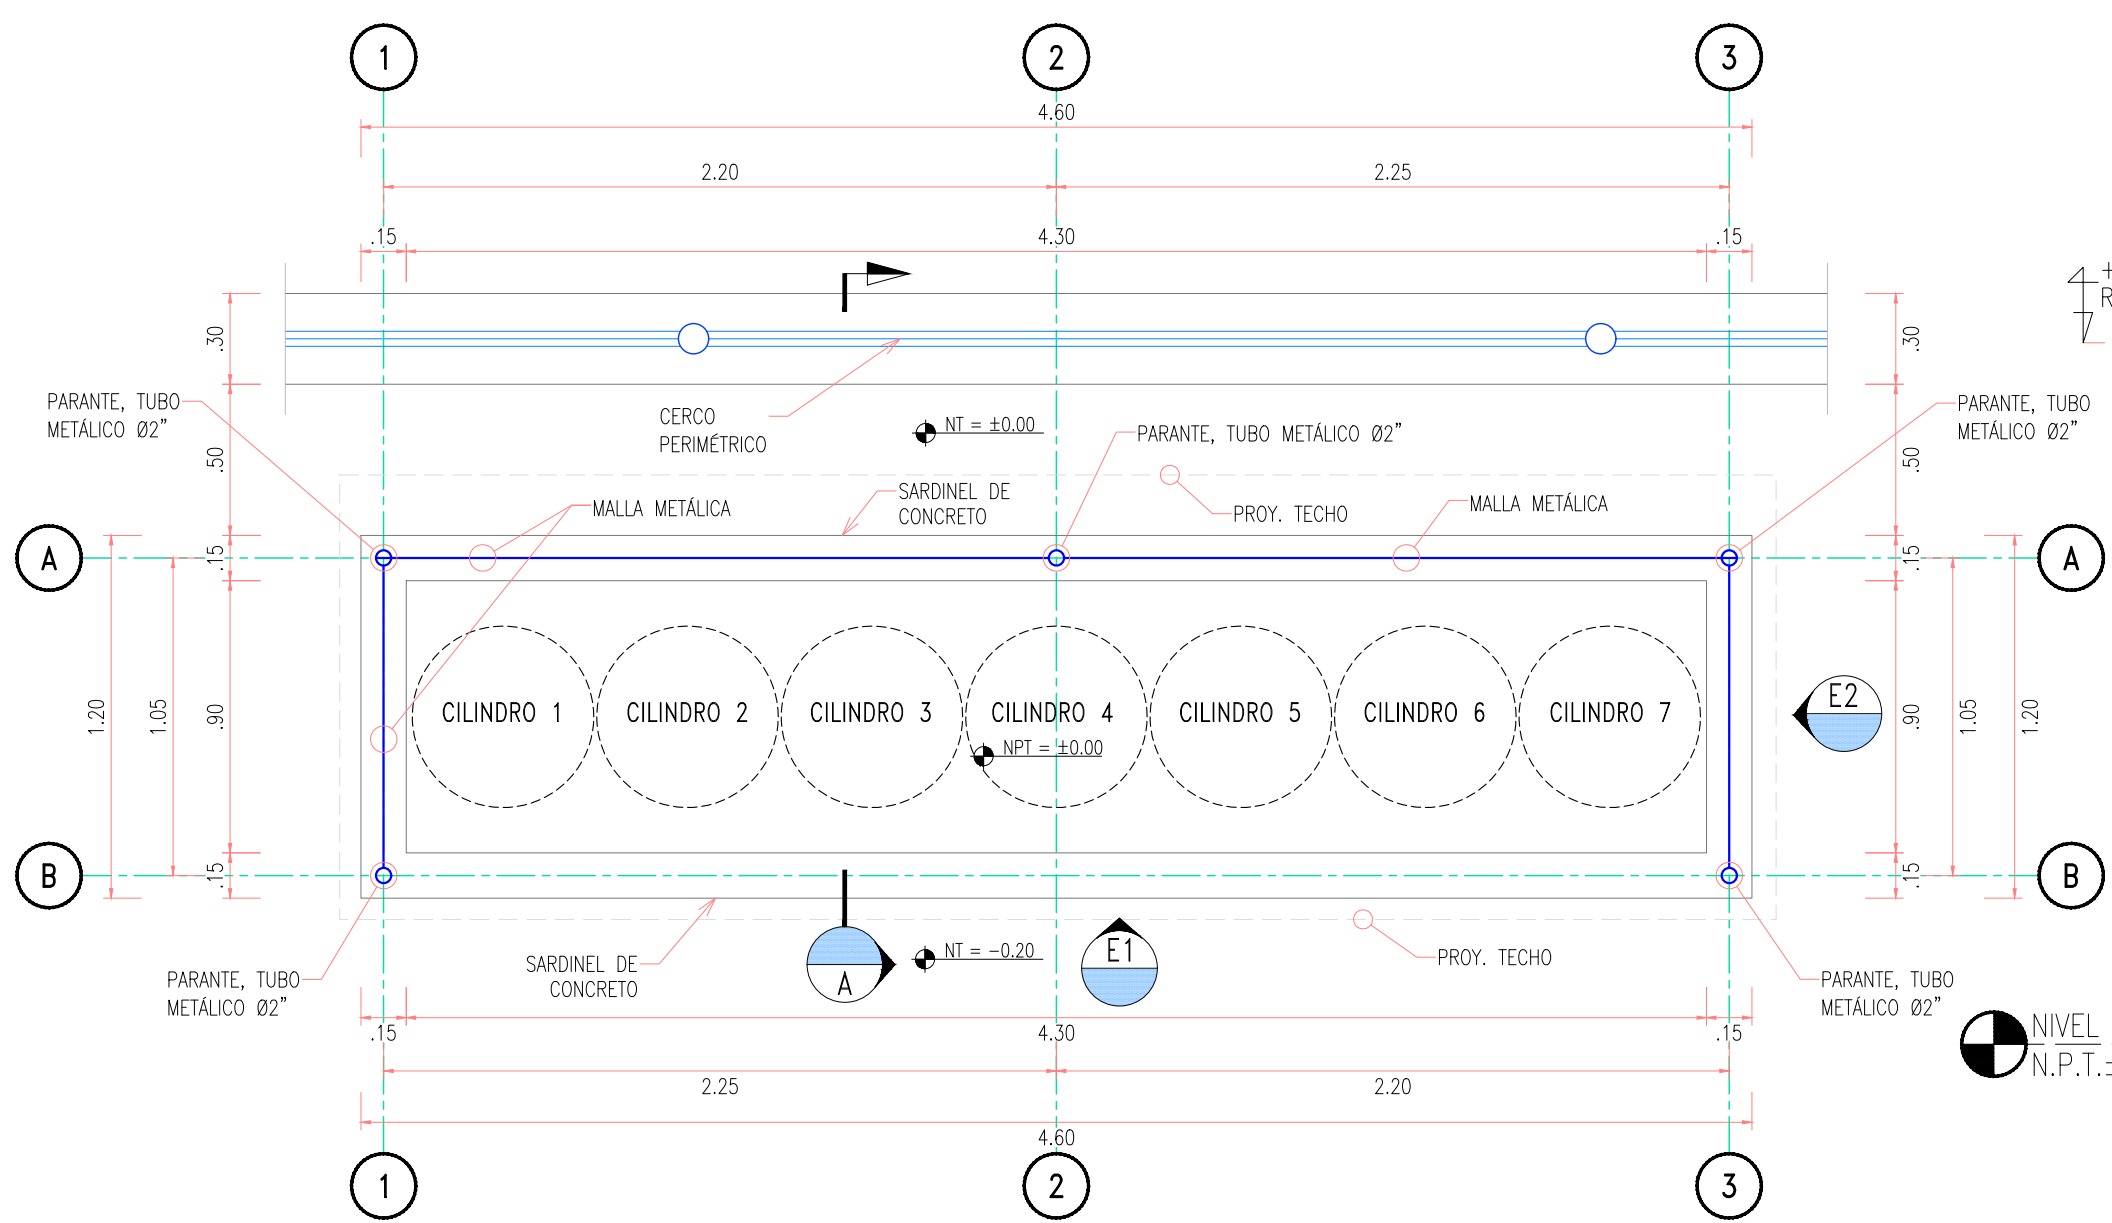 1 2 3
4.60
2.20 2.25
.15 4.30 .15
.30 .30
PARANTE, TUBO
METÁLICO Ø2”
CERCO
PERIMÉTRICO
NT = ±0.00
PARANTE, TUBO METÁLICO Ø2”
PARANTE, TUBO
METÁLICO Ø2”
.50 .50
MALLA METÁLICA
SARDINEL DE
CONCRETO
PROY. TECHO
MALLA METÁLICA
+
R
A .15 .15 A
1.20 1.05 .90
CILINDRO 1 CILINDRO 2 CILINDRO 3 CILINDRO 4 CILINDRO 5 CILINDRO 6 CILINDRO 7
NPT = ±0.00
E2
.90 1.05 1.20
B .15 .15 B
PARANTE, TUBO
METÁLICO Ø2”
SARDINEL DE
CONCRETO
A
NT = −0.20
E1
PROY. TECHO
PARANTE, TUBO
METÁLICO Ø2”
NIVEL
N.P.T.±
.15 4.30 .15
2.25 2.20
4.60
1 2 3